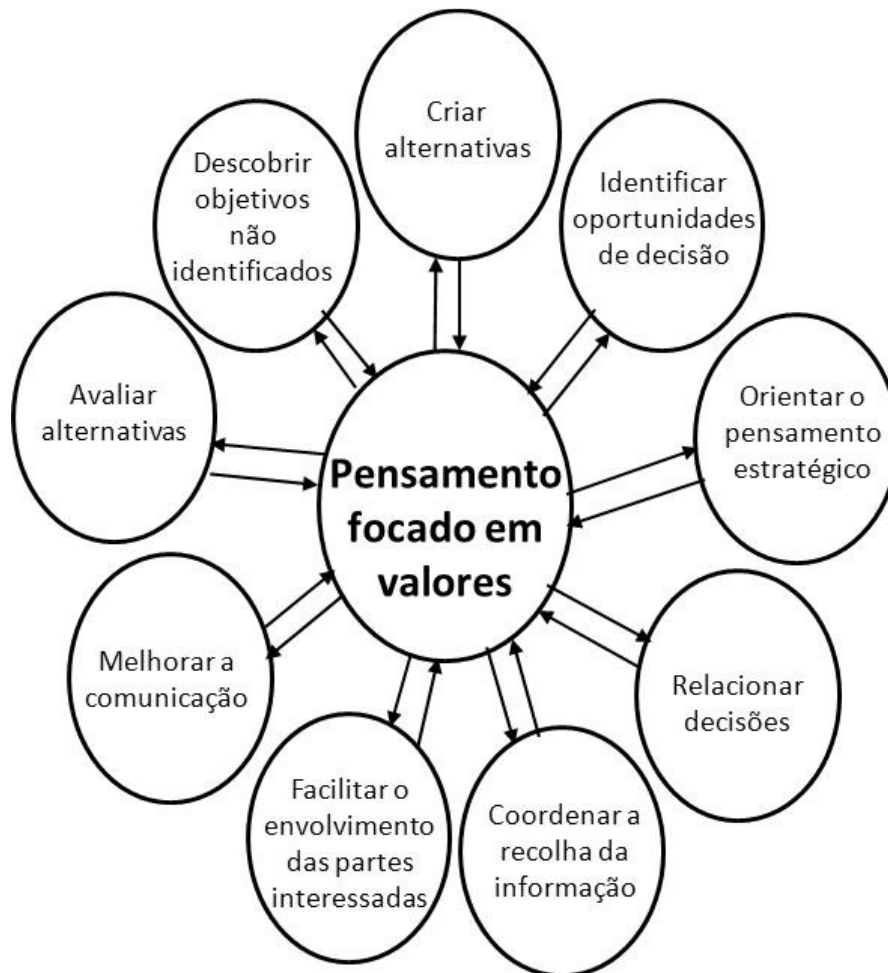 Criar
alternativas
Identificar
oportunidades
de decisão
Orientar o
pensamento
estratégico
Relacionar
decisões
Coordenar a
recolha da
informação
Facilitar o
envolvimento
das partes
interessadas
Melhorar a
comunicação
Avaliar
alternativas
Descobrir
objetivos
não
identificados
Pensamento
focado em
valores